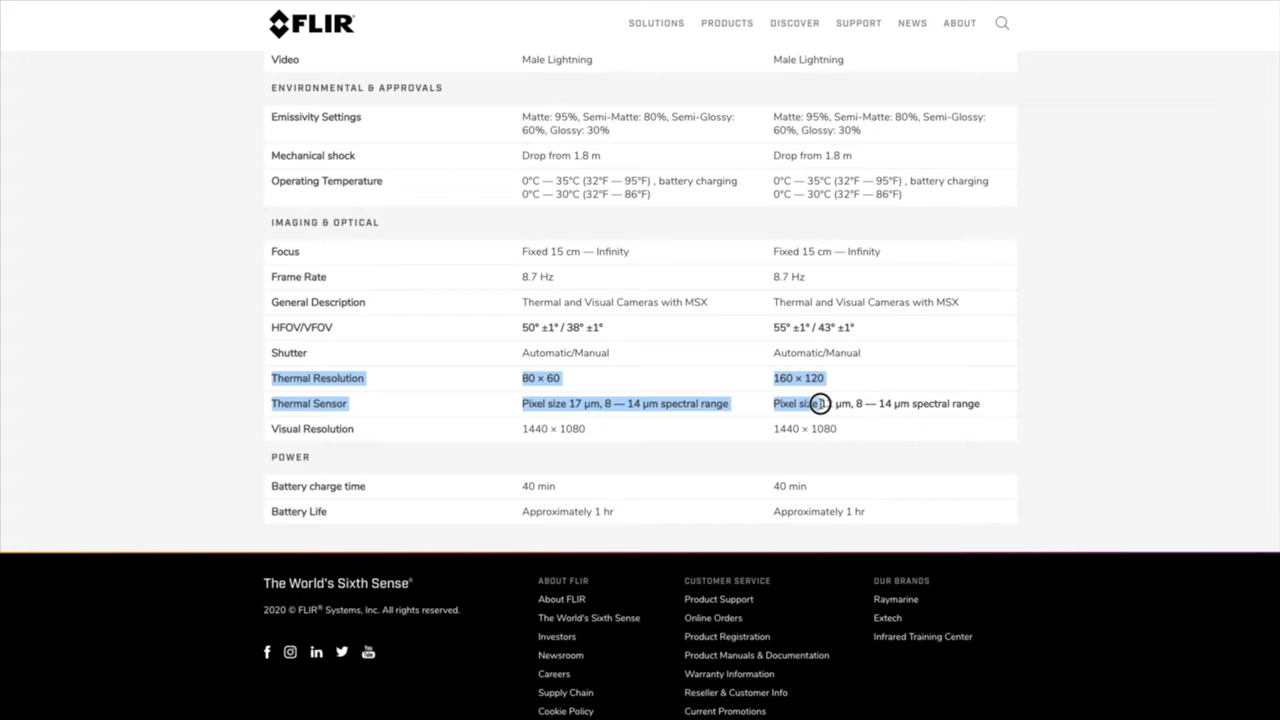 FLIR
SOLUTIONS PRODUCTS DISCOVER SUPPORT NEWS ABOUT
Video Male Lightning Male Lightning
ENVIRONMENTAL & APPROVALS
Emissivity Settings Matte: 95%, Semi-Matte: 80%, Semi-Glossy: 60%, Glossy: 30% Matte: 95%, Semi-Matte: 80%, Semi-Glossy: 60%, Glossy: 30%
Mechanical shock Drop from 1.8 m Drop from 1.8 m
Operating Temperature 0°C — 35°C (32°F — 95°F) , battery charging 0°C — 30°C (32°F — 86°F) 0°C — 35°C (32°F — 95°F) , battery charging 0°C — 30°C (32°F — 86°F)
IMAGING & OPTICAL
Focus Fixed 15 cm — Infinity Fixed 15 cm — Infinity
Frame Rate 8.7 Hz 8.7 Hz
General Description Thermal and Visual Cameras with MSX Thermal and Visual Cameras with MSX
HFOV/VFOV 50° ±1° / 38° ±1° 55° ±1° / 43° ±1°
Shutter Automatic/Manual Automatic/Manual
Thermal Resolution 80 × 60 160 × 120
Thermal Sensor Pixel size 17 µm, 8 — 14 µm spectral range Pixel size µm, 8 — 14 µm spectral range
Visual Resolution 1440 × 1080 1440 × 1080
POWER
Battery charge time 40 min 40 min
Battery Life Approximately 1 hr Approximately 1 hr
The World's Sixth Sense®
2020 © FLIR® Systems, Inc. All rights reserved.
f in You Tube
ABOUT FLIR
About FLIR
The World's Sixth Sense
Investors
Newsroom
Careers
Supply Chain
Cookie Policy
CUSTOMER SERVICE
Product Support
Online Orders
Product Registration
Product Manuals & Documentation
Warranty Information
Reseller & Customer Info
Current Promotions
OUR BRANDS
Raymarine
Extech
Infrared Training Center